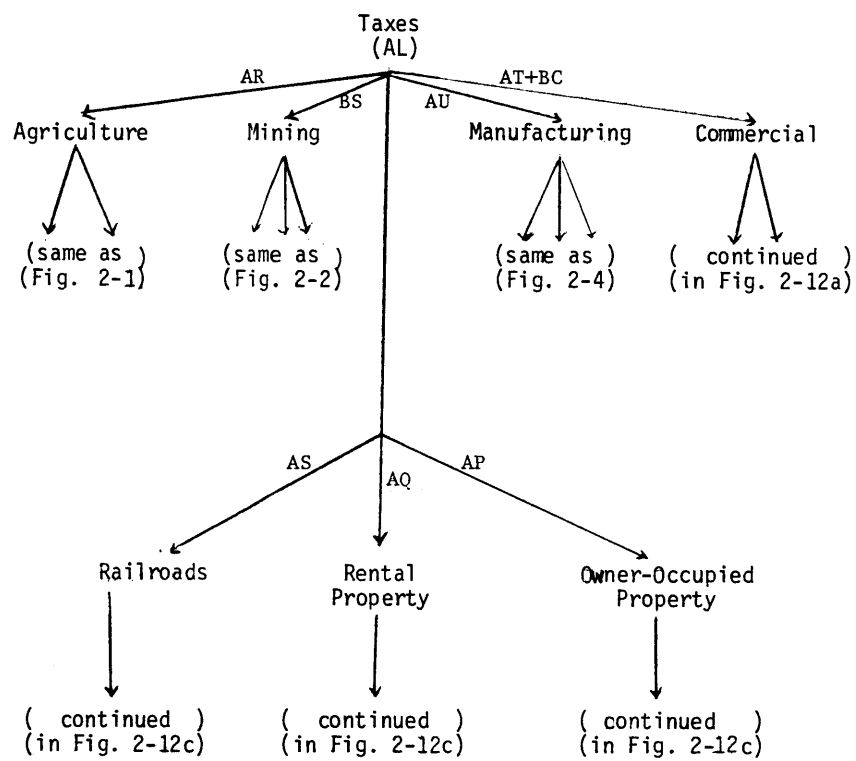 Taxes
(AL)
AR
BS
AU
AT+BC
Agriculture
Mining
Manufacturing
Commercial
(same as )
(Fig. 2-1)
(same as )
(Fig. 2-2)
(same as )
(Fig. 2-4)
( continued )
(in Fig. 2-12a)
AS
AQ
AP
Railroads
Rental
Property
Owner-Occupied
Property
( continued )
(in Fig. 2-12c)
( continued )
(in Fig. 2-12c)
( continued )
(in Fig. 2-12c)